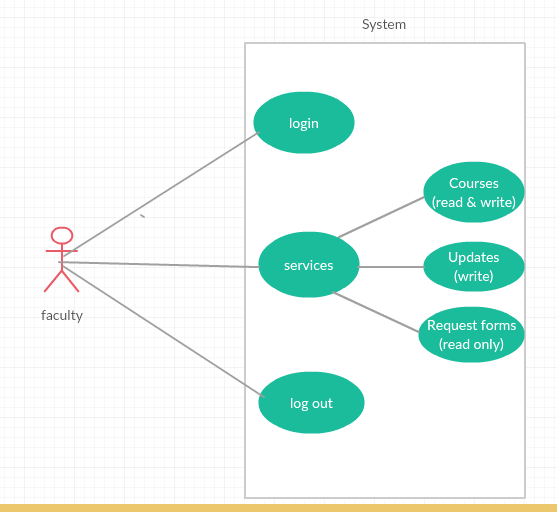 System
login
Courses
(read & write)
services
Updates
(write)
faculty
Request forms
(read only)
log out